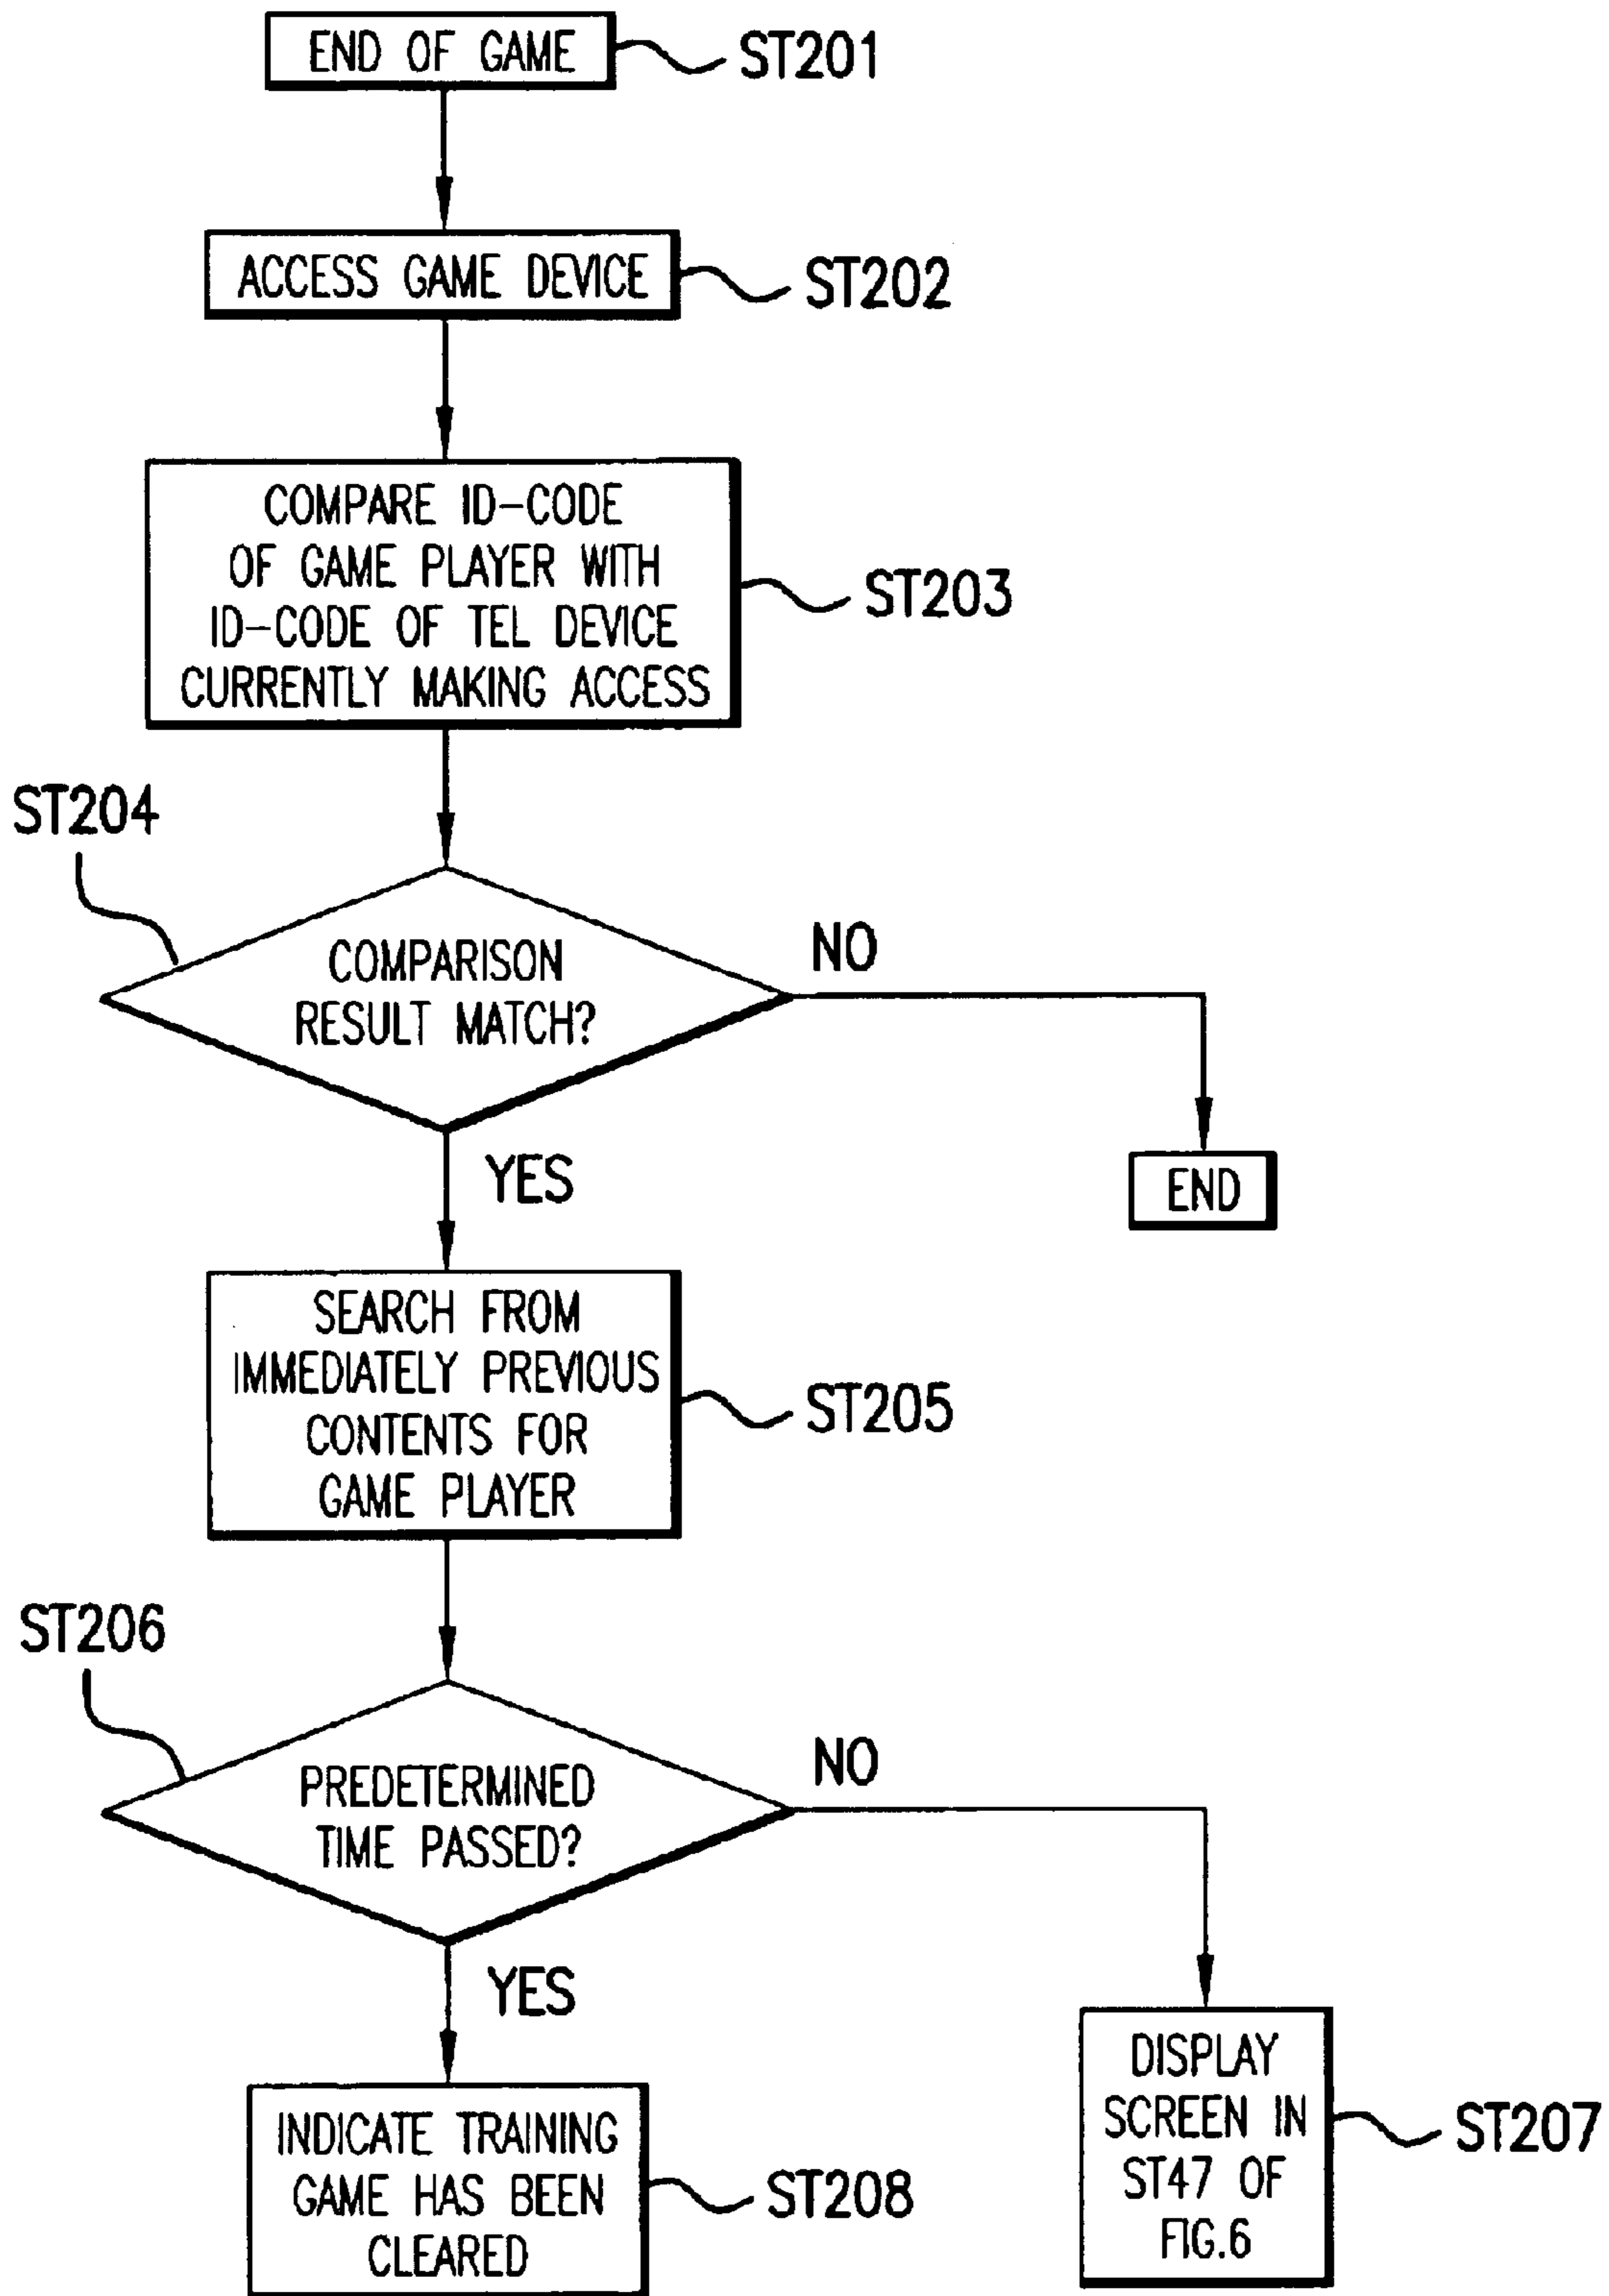 END OF GAME
ST201
ACCESS GAME DEVICE
ST202
COMPARE ID-CODE
OF GAME PLAYER WITH
ID-CODE OF TEL DEVICE
CURRENTLY MAKING ACCESS
ST203
ST204
COMPARISON
RESULT MATCH?
NO
YES
END
SEARCH FROM
IMMEDIATELY PREVIOUS
CONTENTS FOR
GAME PLAYER
ST205
ST206
PREDETERMINED
TIME PASSED?
NO
YES
DISPLAY
SCREEN IN
ST47 OF
FIG.6
ST207
INDICATE TRAINING
GAME HAS BEEN
CLEARED
ST208